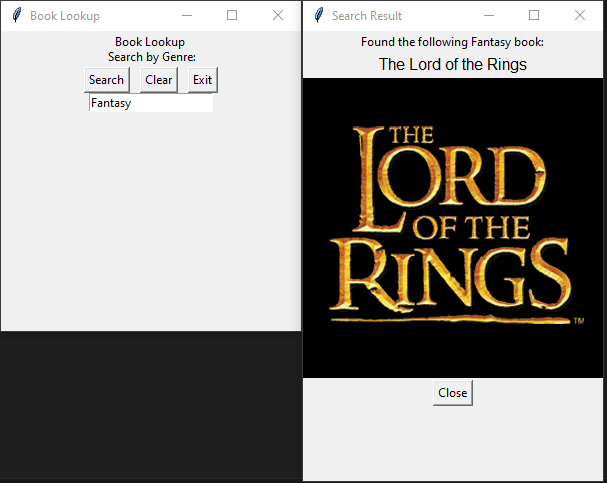 Book Lookup
Book Lookup
Search by Genre:
Search Clear Exit
Fantasy
Search Result
Found the following Fantasy book:
The Lord of the Rings
THE
LORD
OF THE
RINGS
™
Close